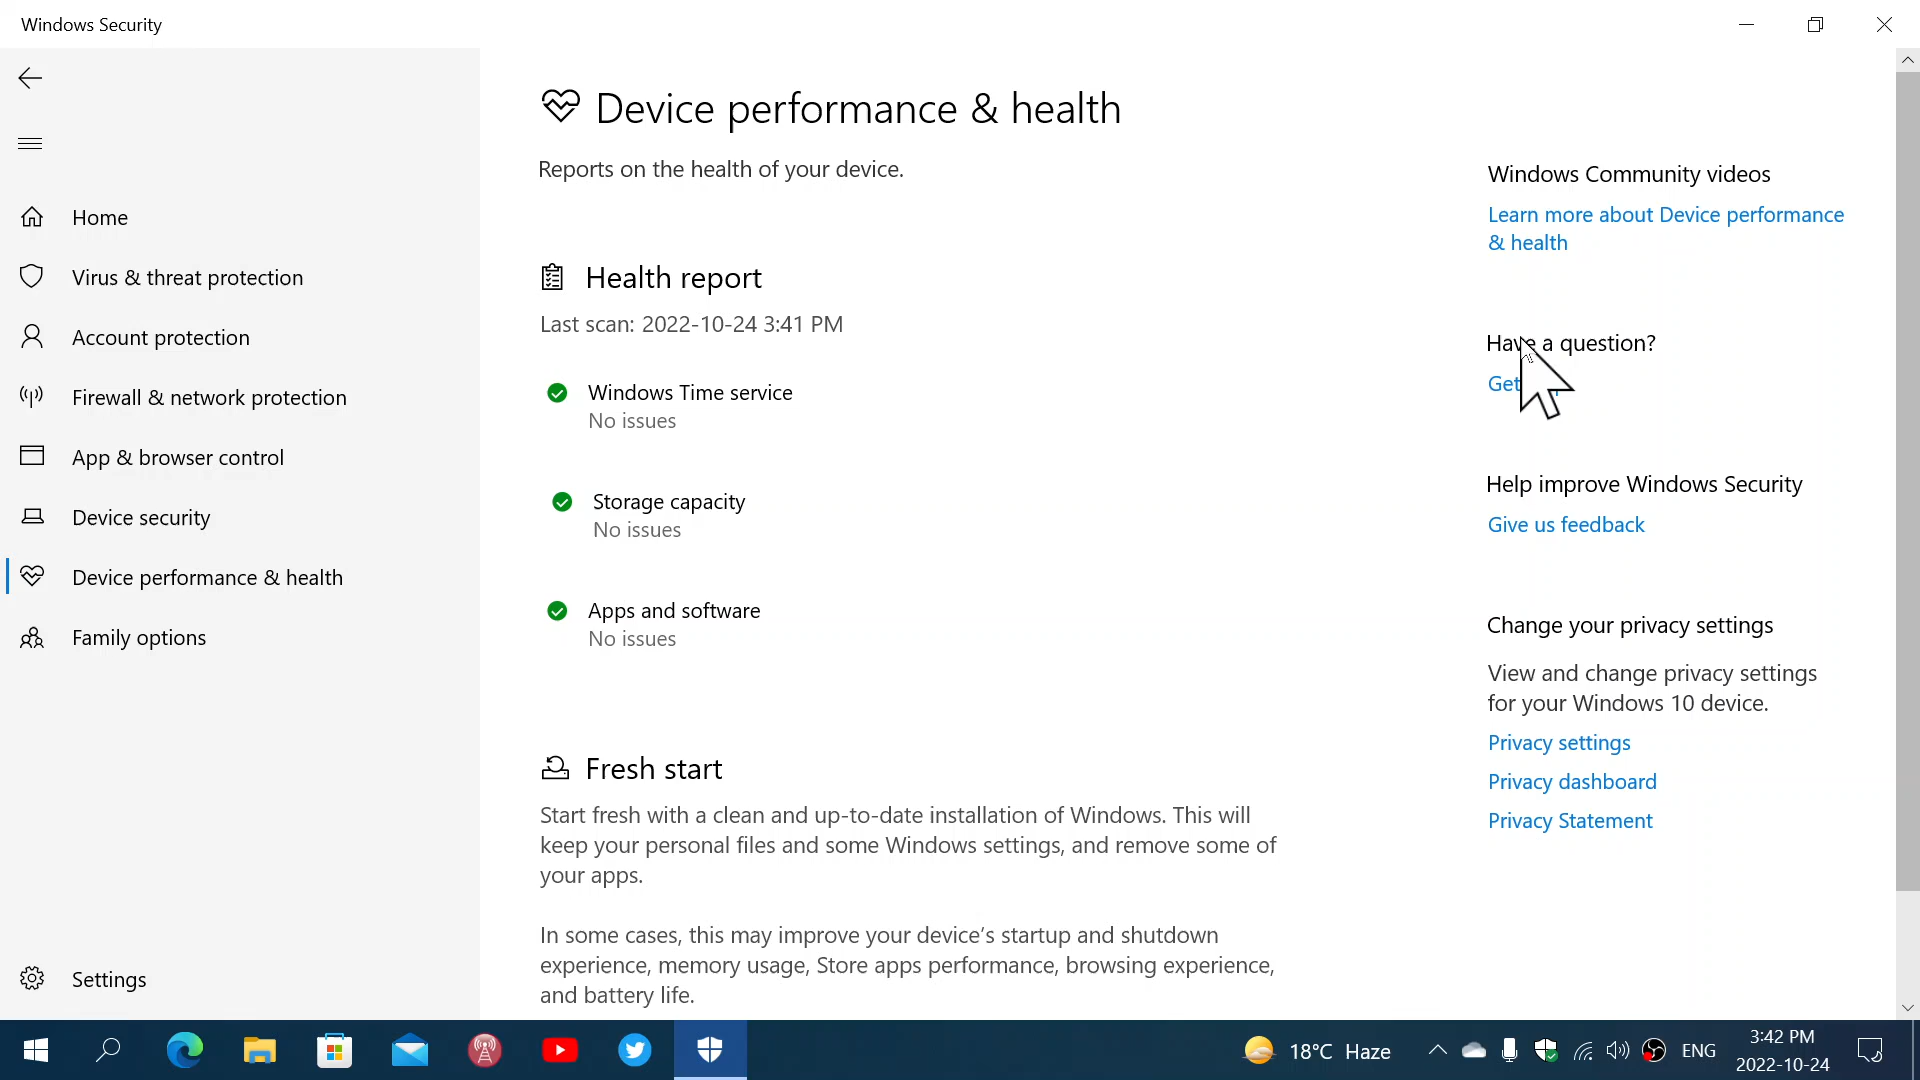 Windows Security
Home
Virus & threat protection
Account protection
Firewall & network protection
App & browser control
Device security
Device performance & health
Family options
Settings
Device performance & health
Reports on the health of your device.
Health report
Last scan: 2022-10-24 3:41 PM
Windows Time service
No issues
Storage capacity
No issues
Apps and software
No issues
Fresh start
Start fresh with a clean and up-to-date installation of Windows. This will
keep your personal files and some Windows settings, and remove some of
your apps.
In some cases, this may improve your device’s startup and shutdown
experience, memory usage, Store apps performance, browsing experience,
and battery life.
Windows Community videos
Learn more about Device performance
& health
Have a question?
Get
Help improve Windows Security
Give us feedback
Change your privacy settings
View and change privacy settings
for your Windows 10 device.
Privacy settings
Privacy dashboard
Privacy Statement
18°C Haze
ENG
3:42 PM
2022-10-24